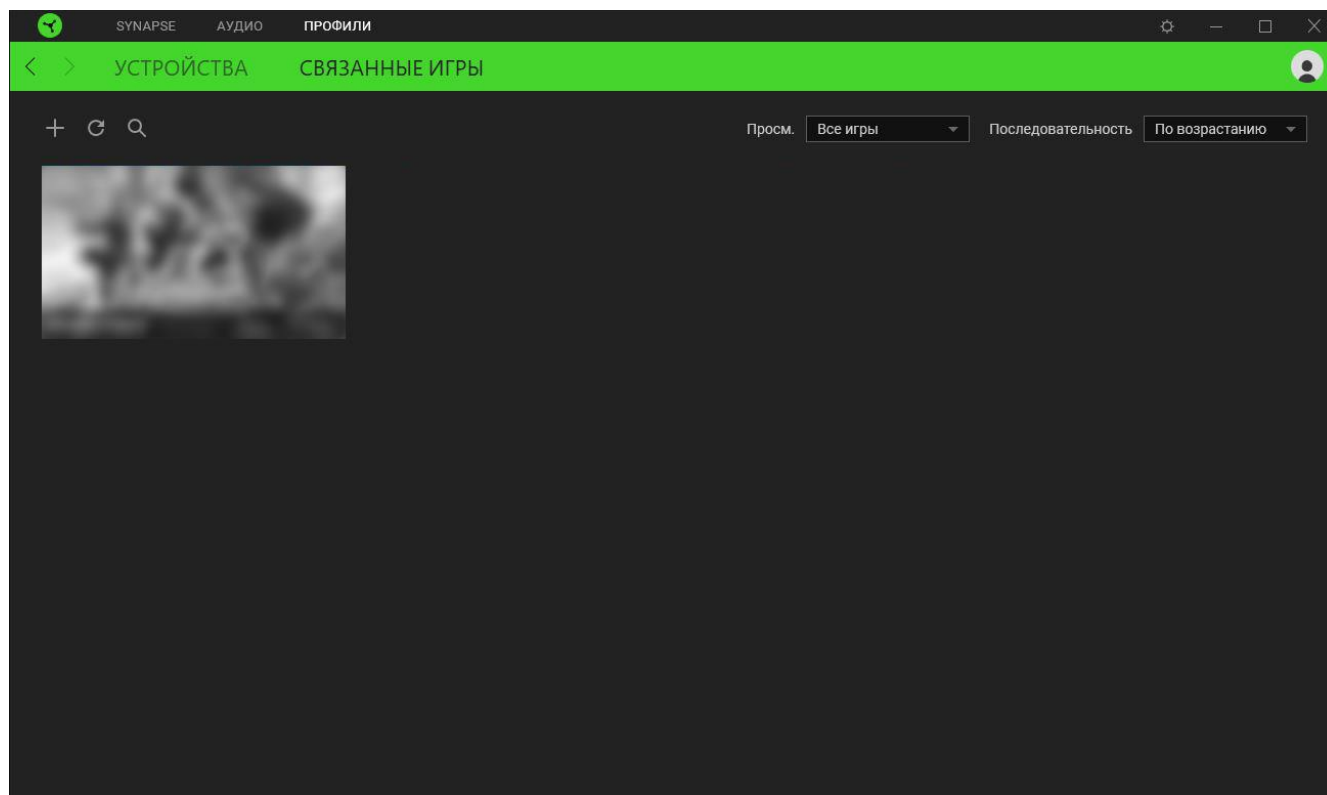 SYNAPSE АУДИО ПРОФИЛИ
УСТРОЙСТВА СВЯЗАННЫЕ ИГРЫ
Просм. Все игры Последовательность По возрастанию